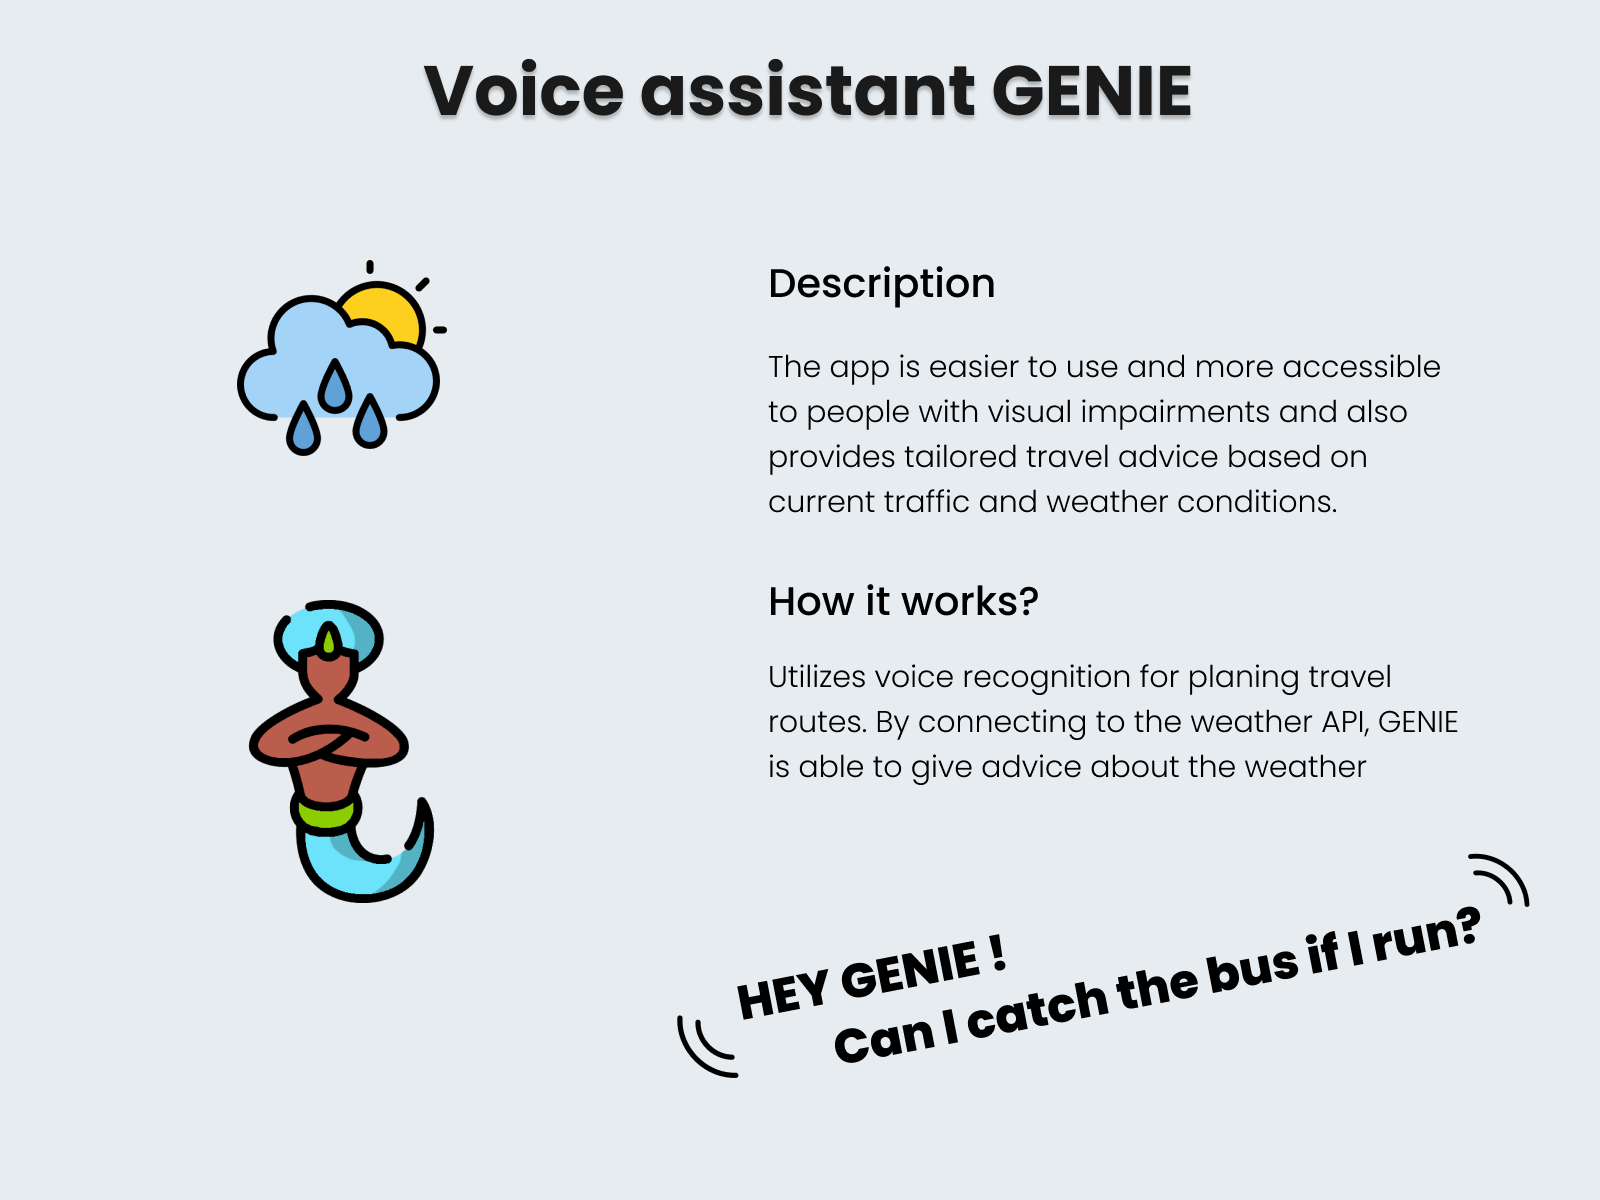 Voice assistant GENIE
Description
The app is easier to use and more accessible
to people with visual impairments and also
provides tailored travel advice based on
current traffic and weather conditions.
How it works?
Utilizes voice recognition for planing travel
routes. By connecting to the weather API, GENIE
is able to give advice about the weather
HEY GENIE !
Can I catch the bus if I run?